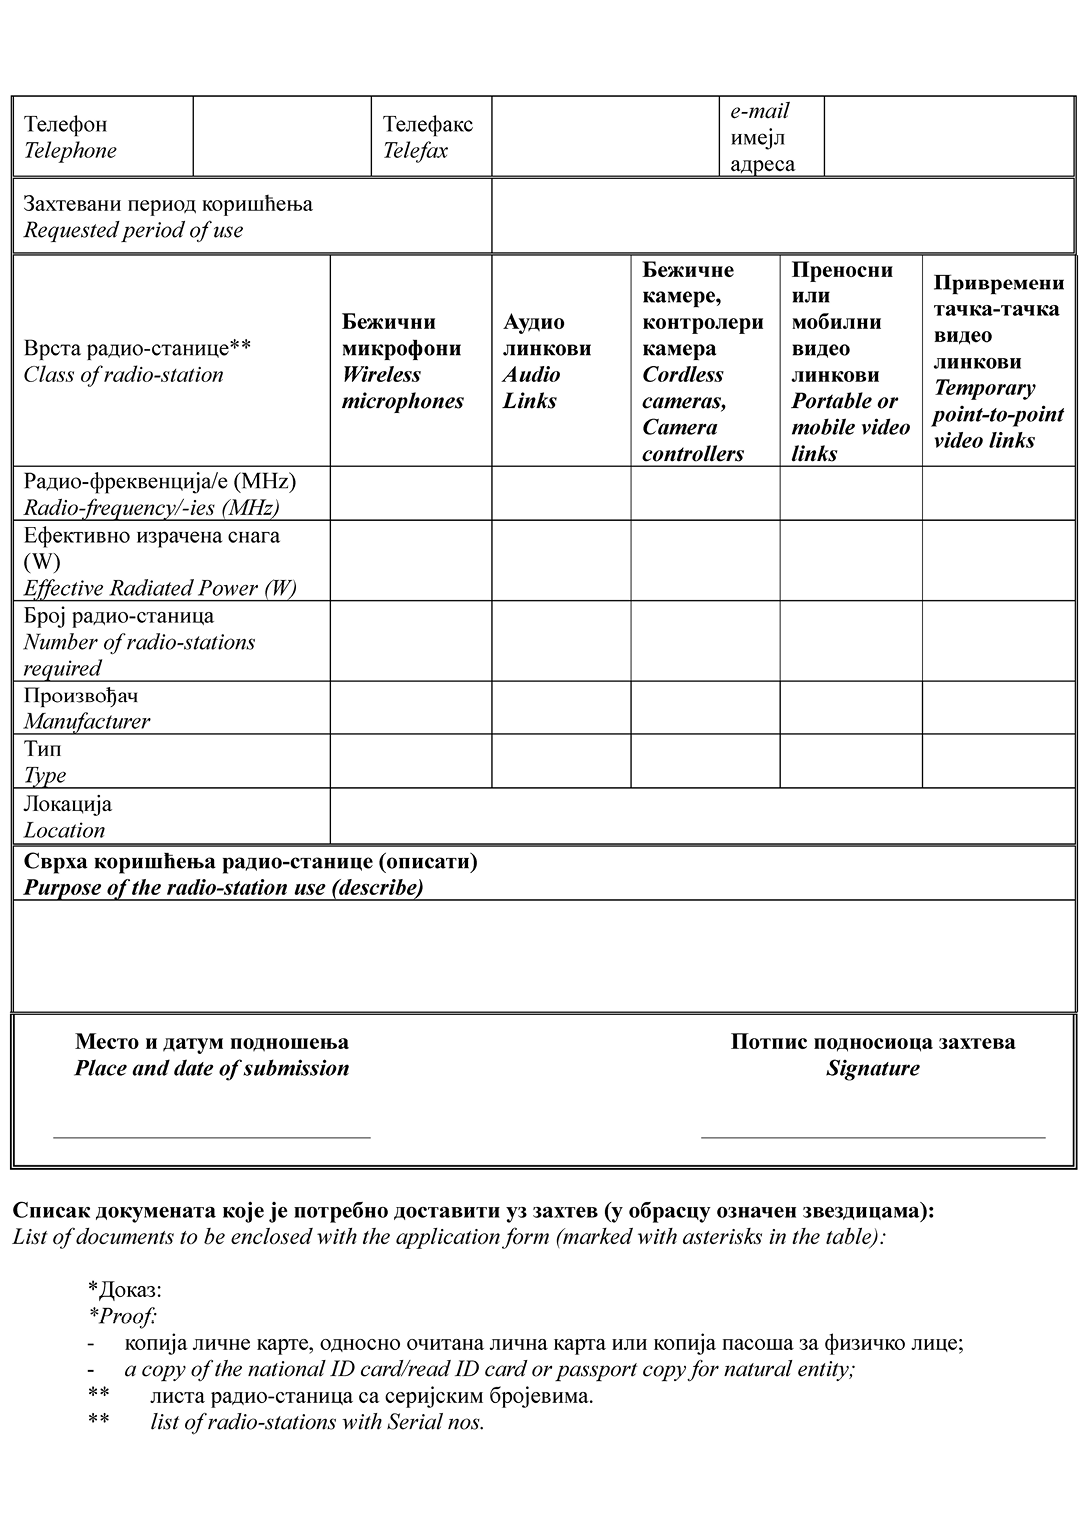 Телефон
Telephone
Телефакс
Telefax
e-mail
имејл
адреса
Захтевани период коришћења
Requested period of use
Врста радио-станице**
Class of radio-station
Бежични
микрофони
Wireless
microphones
Аудио
линкови
Audio
Links
Бежичне
камере,
контролери
камера
Cordless
cameras,
Camera
controllers
Преносни
или
мобилни
видео
линкови
Portable or
mobile video
links
Привремени
тачка-тачка
видео
линкови
Temporary
point-to-point
video links
Радио-фреквенција/е (MHz)
Radio-frequency/-ies (MHz)
Ефективно израчена снага
(W)
Effective Radiated Power (W)
Број радио-станица
Number of radio-stations
required
Произвођач
Manufacturer
Тип
Type
Локација
Location
Сврха коришћења радио-станице (описати)
Purpose of the radio-station use (describe)
Место и датум подношења
Place and date of submission
Потпис подносиоца захтева
Signature
Списак докумената које је потребно доставити уз захтев (у обрасцу означен звездицама):
List of documents to be enclosed with the application form (marked with asterisks in the table):
*Доказ:
*Proof:
- копија личне карте, односно очитана лична карта или копија пасоша за физичко лице;
- a copy of the national ID card/read ID card or passport copy for natural entity;
** листа радио-станица са серијским бројевима.
** list of radio-stations with Serial nos.